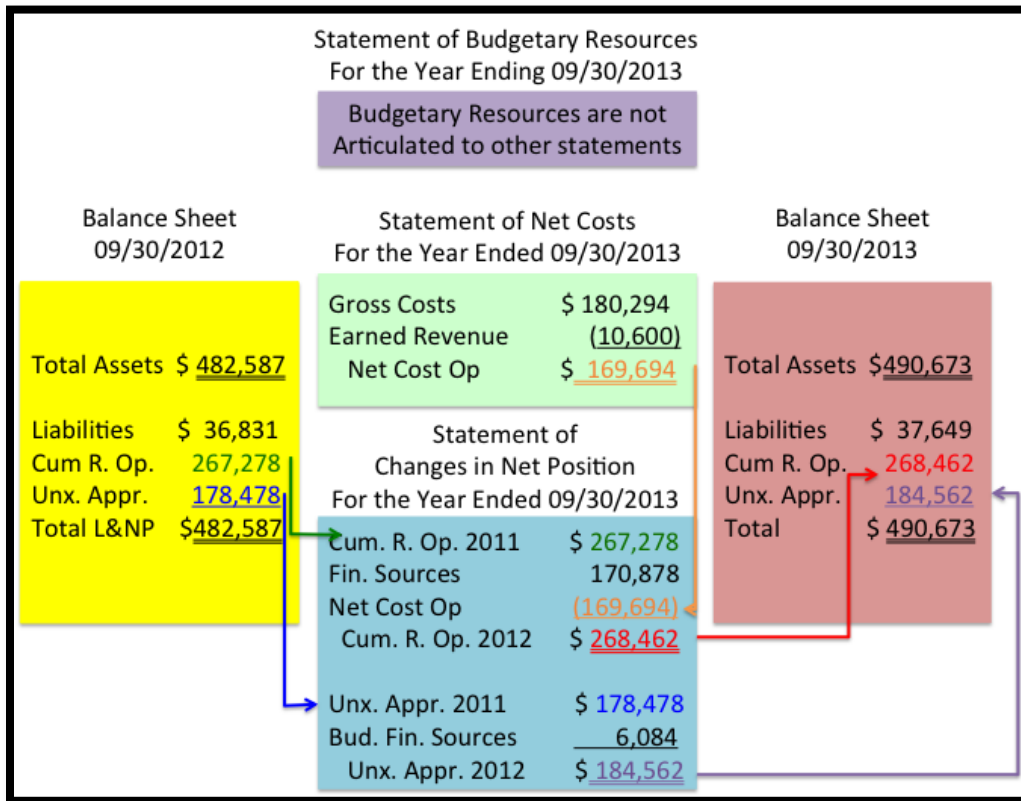 Statement of Budgetary Resources
For the Year Ending 09/30/2013
Budgetary Resources are not
Articulated to other statements
Balance Sheet
09/30/2012
Total Assets $ 482,587
Liabilities $ 36,831
Cum R. Op. 267,278
Unx. Appr. 178,478
Total L&NP $482,587
Statement of Net Costs
For the Year Ended 09/30/2013
Gross Costs $ 180,294
Earned Revenue (10,600)
Net Cost Op $ 169,694
Statement of
Changes in Net Position
For the Year Ended 09/30/2013
Cum. R. Op. 2011 $ 267,278
Fin. Sources 170,878
Net Cost Op (169,694)
Cum. R. Op. 2012 $ 268,462
Unx. Appr. 2011 $ 178,478
Bud. Fin. Sources 6,084
Unx. Appr. 2012 $ 184,562
Balance Sheet
09/30/2013
Total Assets $490,673
Liabilities $ 37,649
Cum R. Op. 268,462
Unx. Appr. 184,562
Total $ 490,673